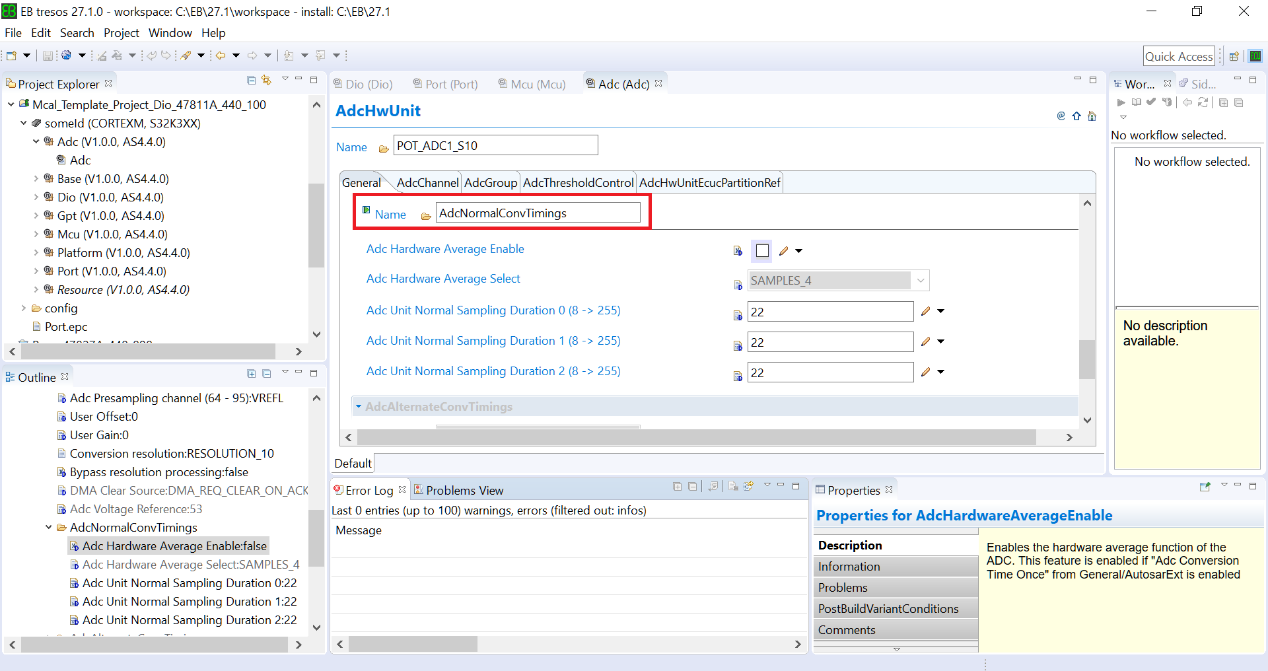 EB tresos 27.1.0 - workspace: C:\EB\27.1\workspace - install: C:\EB\27.1
File Edit Search Project Window Help
Quick Access
Project Explorer
Mcal_Template_Project_Dio_47811A_440_100
someId (CORTEXM, S32K3XX)
Adc (V1.0.0, AS4.4.0)
Adc
Base (V1.0.0, AS4.4.0)
Dio (V1.0.0, AS4.4.0)
Gpt (V1.0.0, AS4.4.0)
Mcu (V1.0.0, AS4.4.0)
Platform (V1.0.0, AS4.4.0)
Port (V1.0.0, AS4.4.0)
Resource (V1.0.0, AS4.4.0)
config
Port.epc
Outline
Adc Presampling channel (64 - 95):VREFL
User Offset:0
User Gain:0
Conversion resolution:RESOLUTION_10
Bypass resolution processing:false
DMA Clear Source:DMA_REQ_CLEAR_ON_ACK
Adc Voltage Reference:53
AdcNormalConvTimings
Adc Hardware Average Enable:false
Adc Hardware Average Select:SAMPLES_4
Adc Unit Normal Sampling Duration 0:22
Adc Unit Normal Sampling Duration 1:22
Adc Unit Normal Sampling Duration 2:22
Dio (Dio) Port (Port) Mcu (Mcu) Adc (Adc)
AdcHwUnit
Name POT_ADC1_S10
General AdcChannel AdcGroup AdcThresholdControl AdcHwUnitEcucPartitionRef
Name AdcNormalConvTimings
Adc Hardware Average Enable
Adc Hardware Average Select SAMPLES_4
Adc Unit Normal Sampling Duration 0 (8 -> 255) 22
Adc Unit Normal Sampling Duration 1 (8 -> 255) 22
Adc Unit Normal Sampling Duration 2 (8 -> 255) 22
AdcAlternateConvTimings
Default
Error Log Problems View
Last 0 entries (up to 100) warnings, errors (filtered out: infos)
Message
Wor... Sid...
No workflow selected.
No workflow selected.
No description
available.
Properties
Properties for AdcHardwareAverageEnable
Description
Information
Problems
PostBuildVariantConditions
Comments
Enables the hardware average function of the
ADC. This feature is enabled if "Adc Conversion
Time Once" from General/AutosarExt is enabled